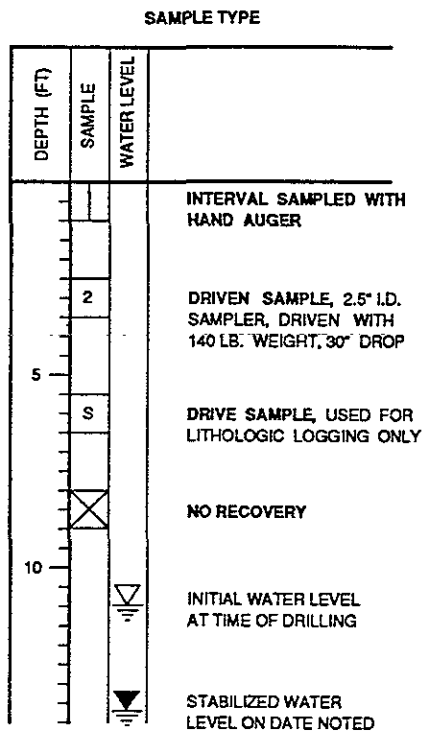 SAMPLE TYPE
DEPTH (FT)
SAMPLE
WATER LEVEL
INTERVAL SAMPLED WITH
HAND AUGER
2
DRIVEN SAMPLE, 2.5" I.D.
SAMPLER, DRIVEN WITH
140 LB. WEIGHT, 30" DROP
5
S
DRIVE SAMPLE, USED FOR
LITHOLOGIC LOGGING ONLY
NO RECOVERY
10
INITIAL WATER LEVEL
AT TIME OF DRILLING
STABILIZED WATER
LEVEL ON DATE NOTED